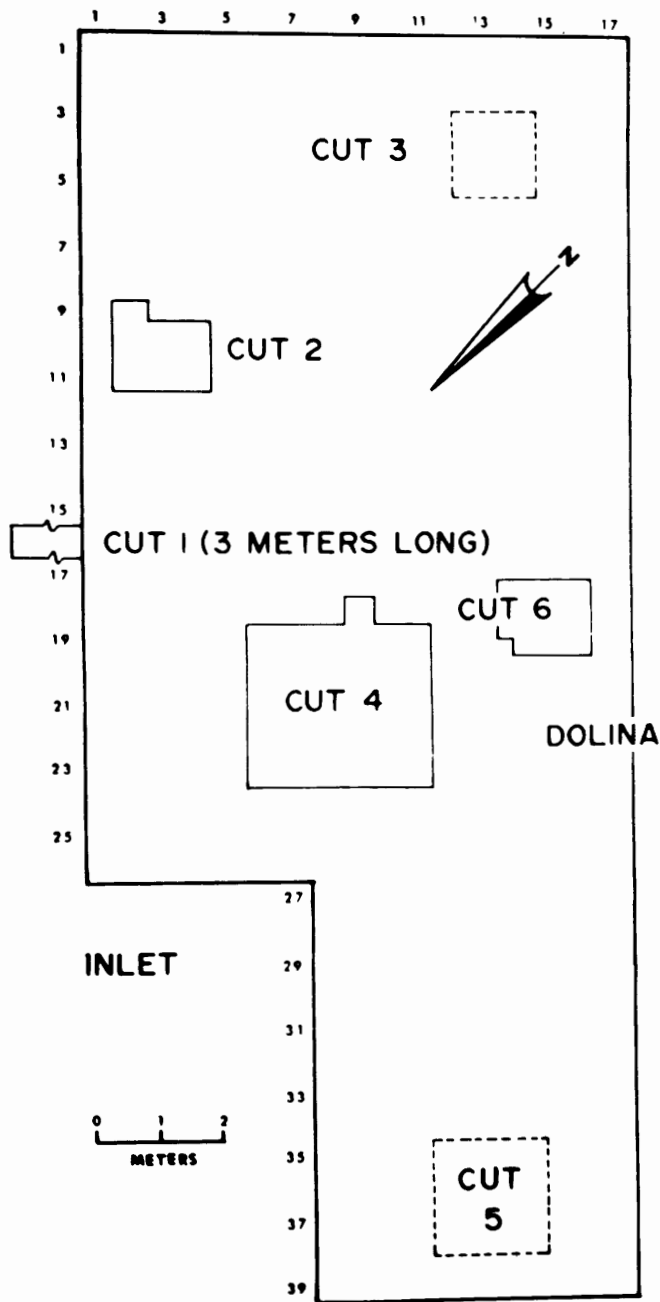 1 3 5 7 9 11 13 15 17
1
3
CUT 3
5
7
N
9
CUT 2
11
13
15
CUT 1 (3 METERS LONG)
17
CUT 6
19
CUT 4
21
DOLINA
23
25
27
INLET
29
31
33
0 1 2
METERS
35
CUT
5
37
39